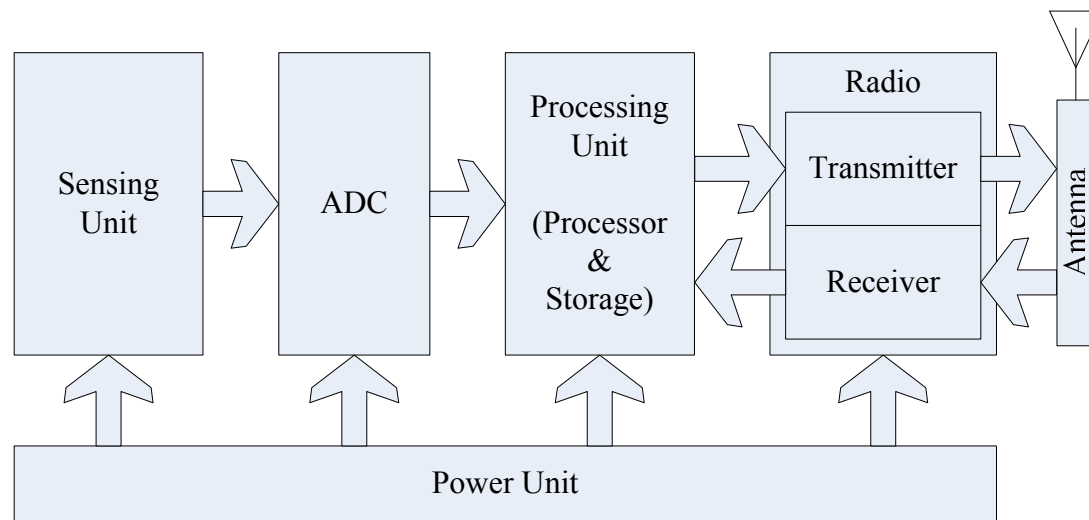 Sensing
Unit
ADC
Processing
Unit
(Processor
&
Storage)
Radio
Transmitter
Receiver
Antenna
Power Unit